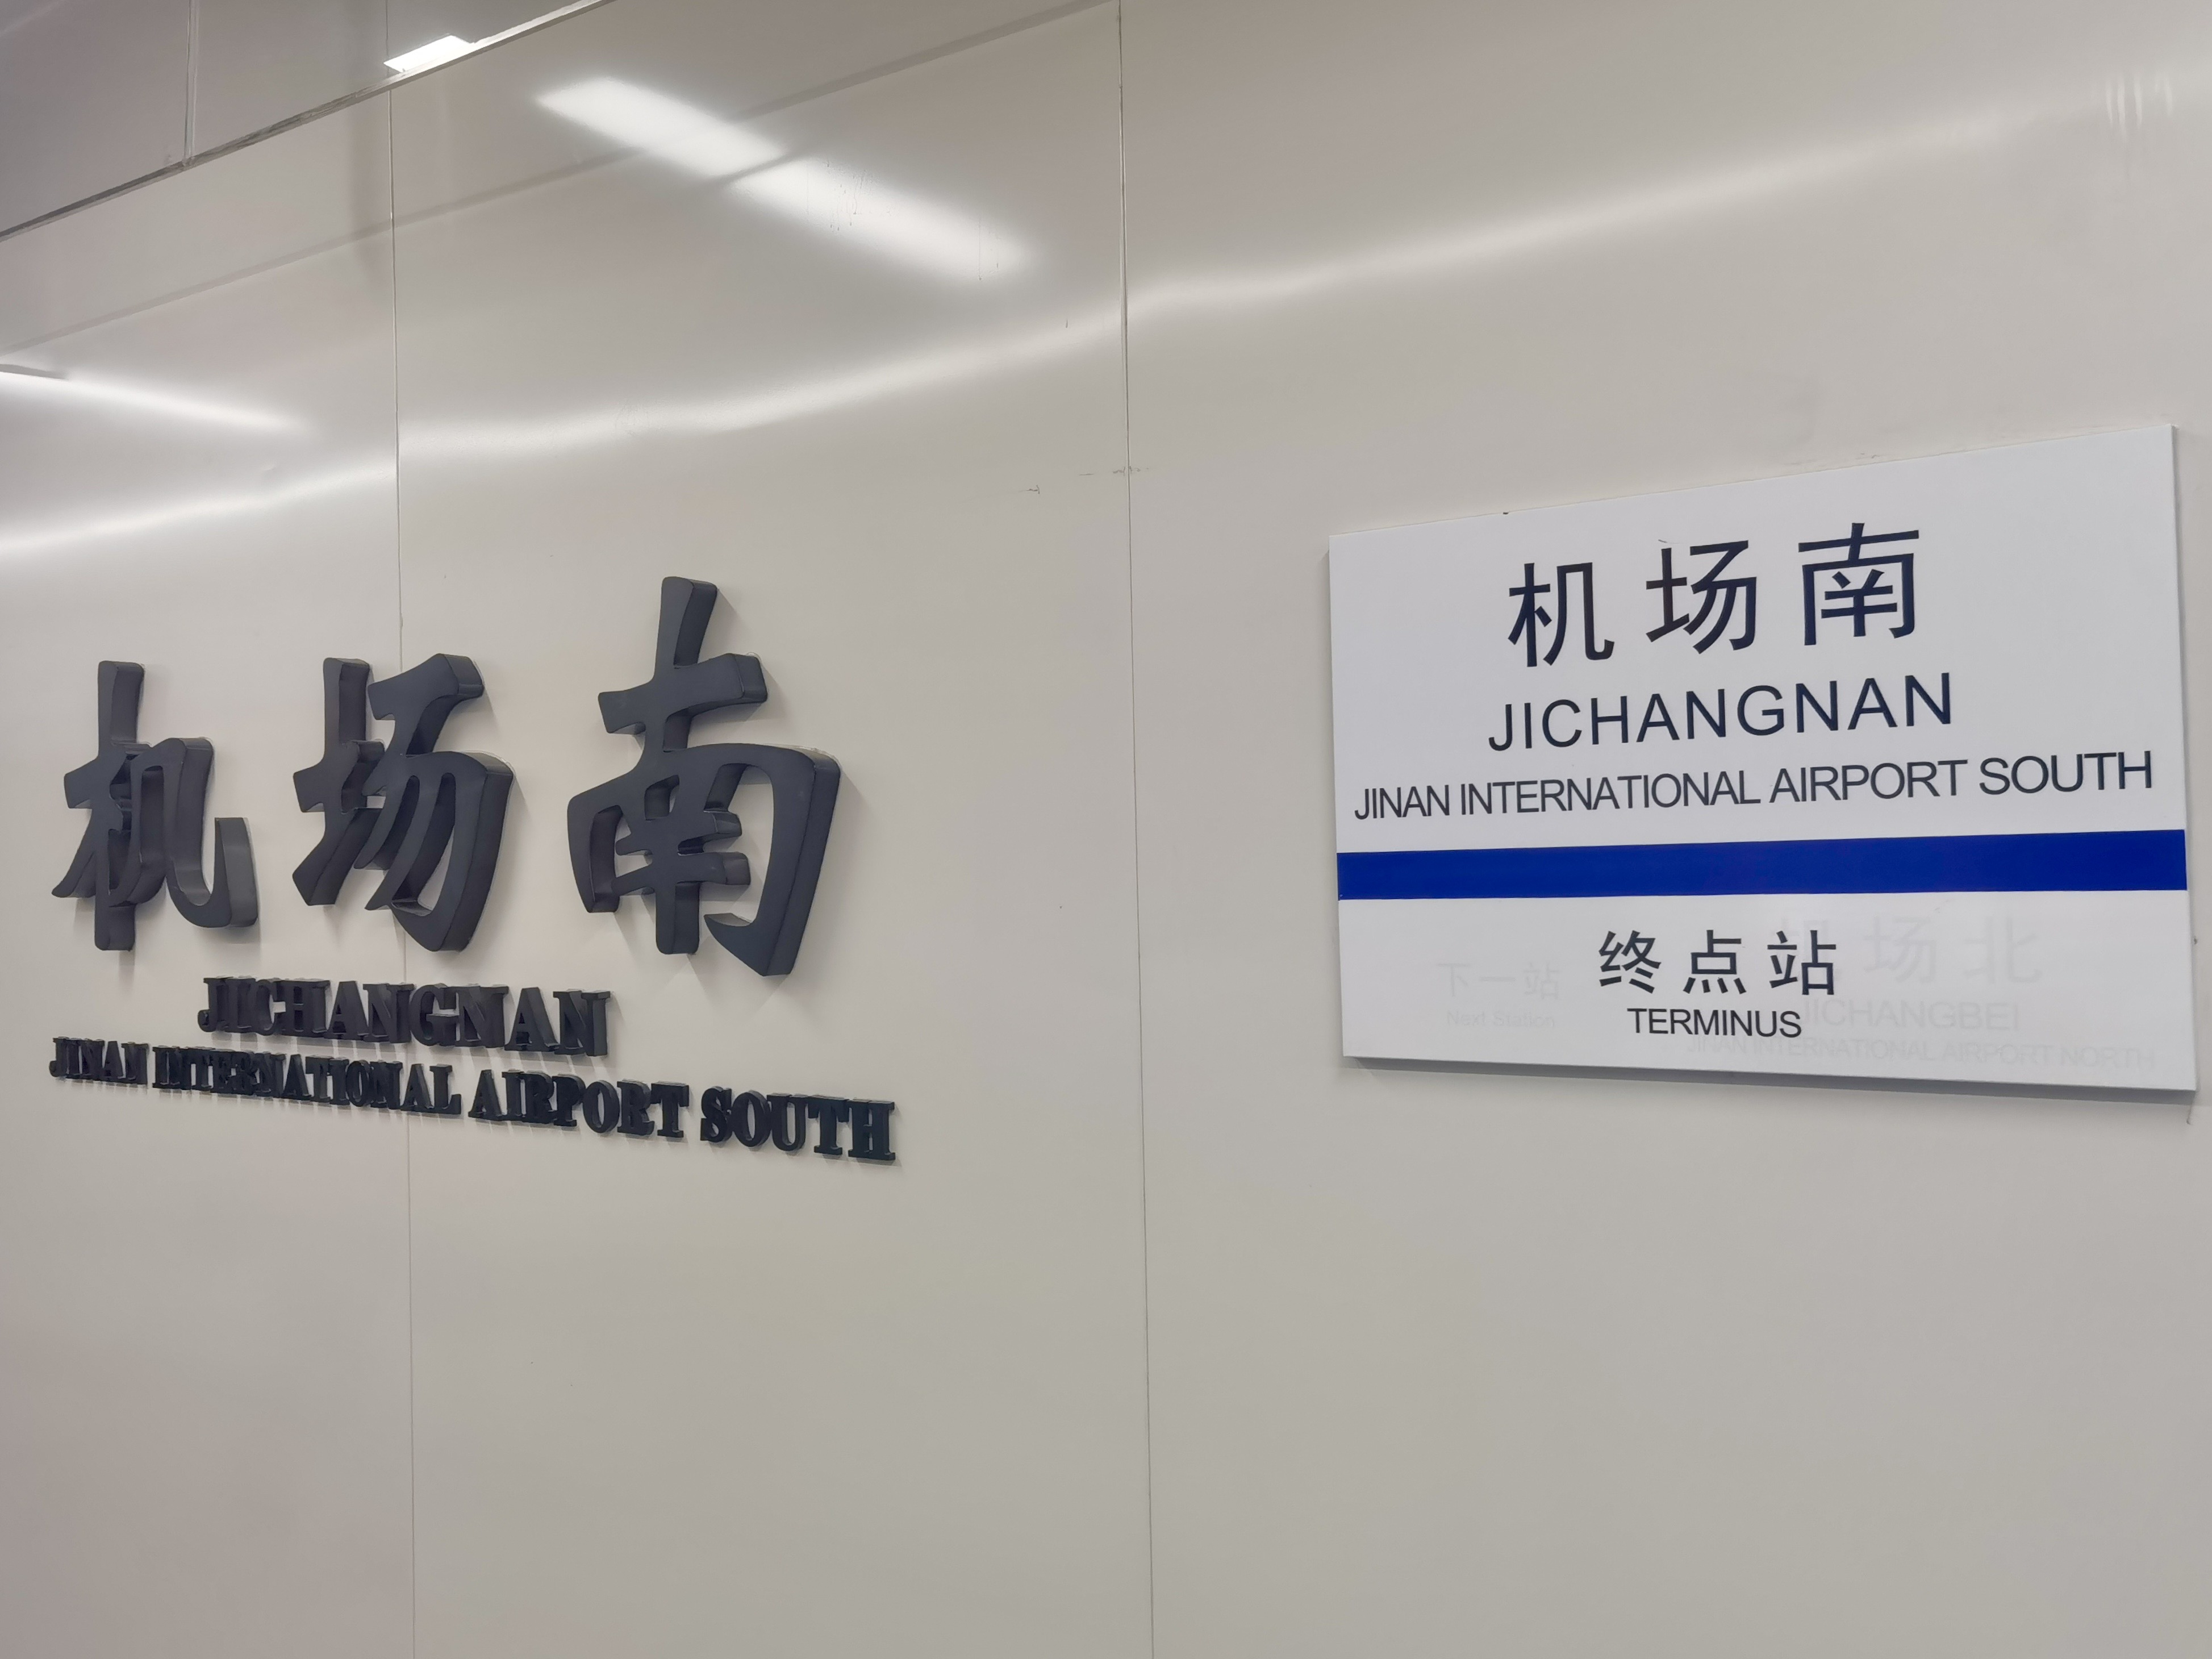 机场南
JICHANGNAN
JINAN INTERNATIONAL AIRPORT SOUTH
机场南
JICHANGNAN
JINAN INTERNATIONAL AIRPORT SOUTH
终点站
TERMINUS
下一站
Next Station
机场北
JICHANGBEI
JINAN INTERNATIONAL AIRPORT NORTH